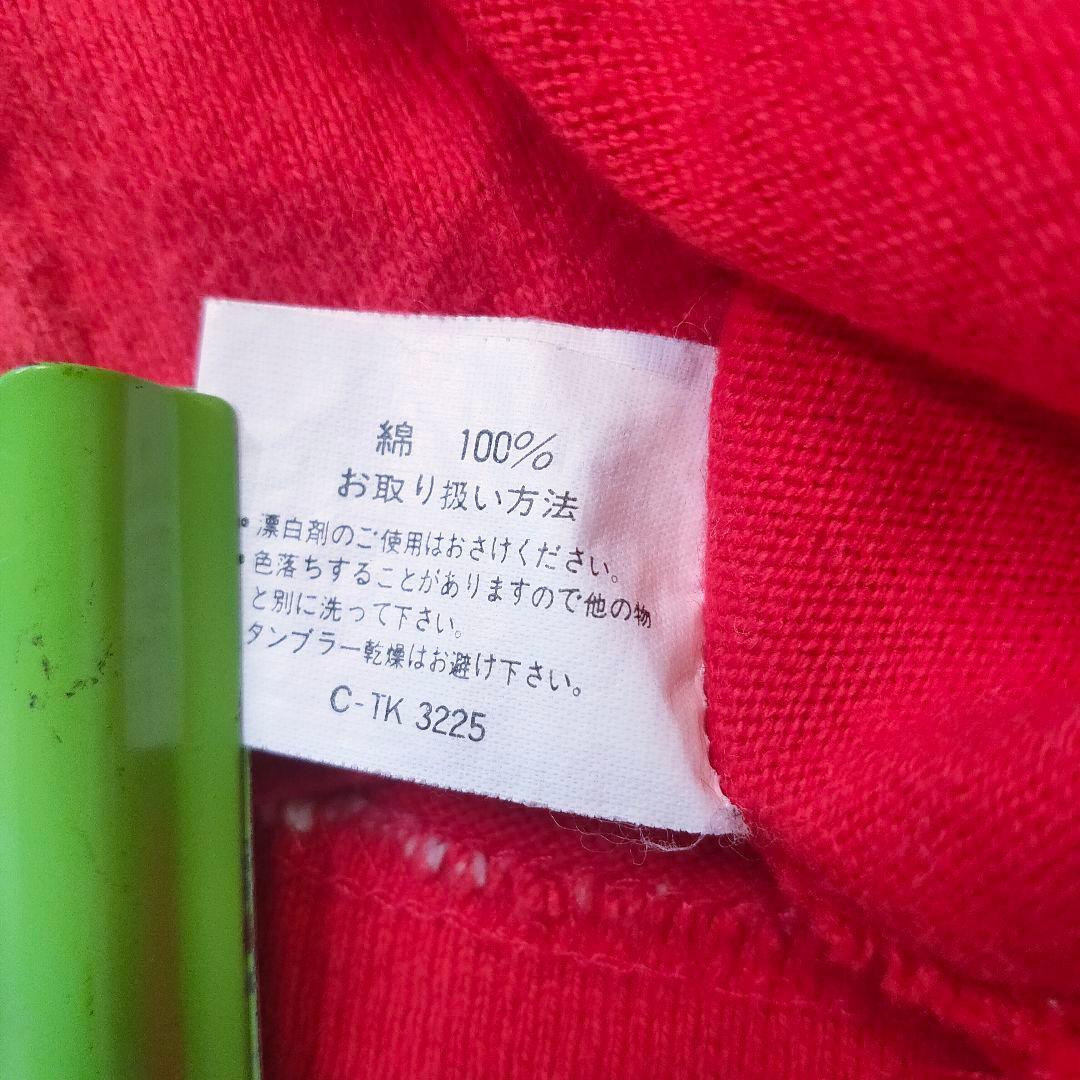 綿 100%
お取り扱い方法
・漂白剤のご使用はおさけください。
・色落ちすることがありますので他の物
と別に洗って下さい。
タンブラー乾燥はお避け下さい。
C-TK 3225